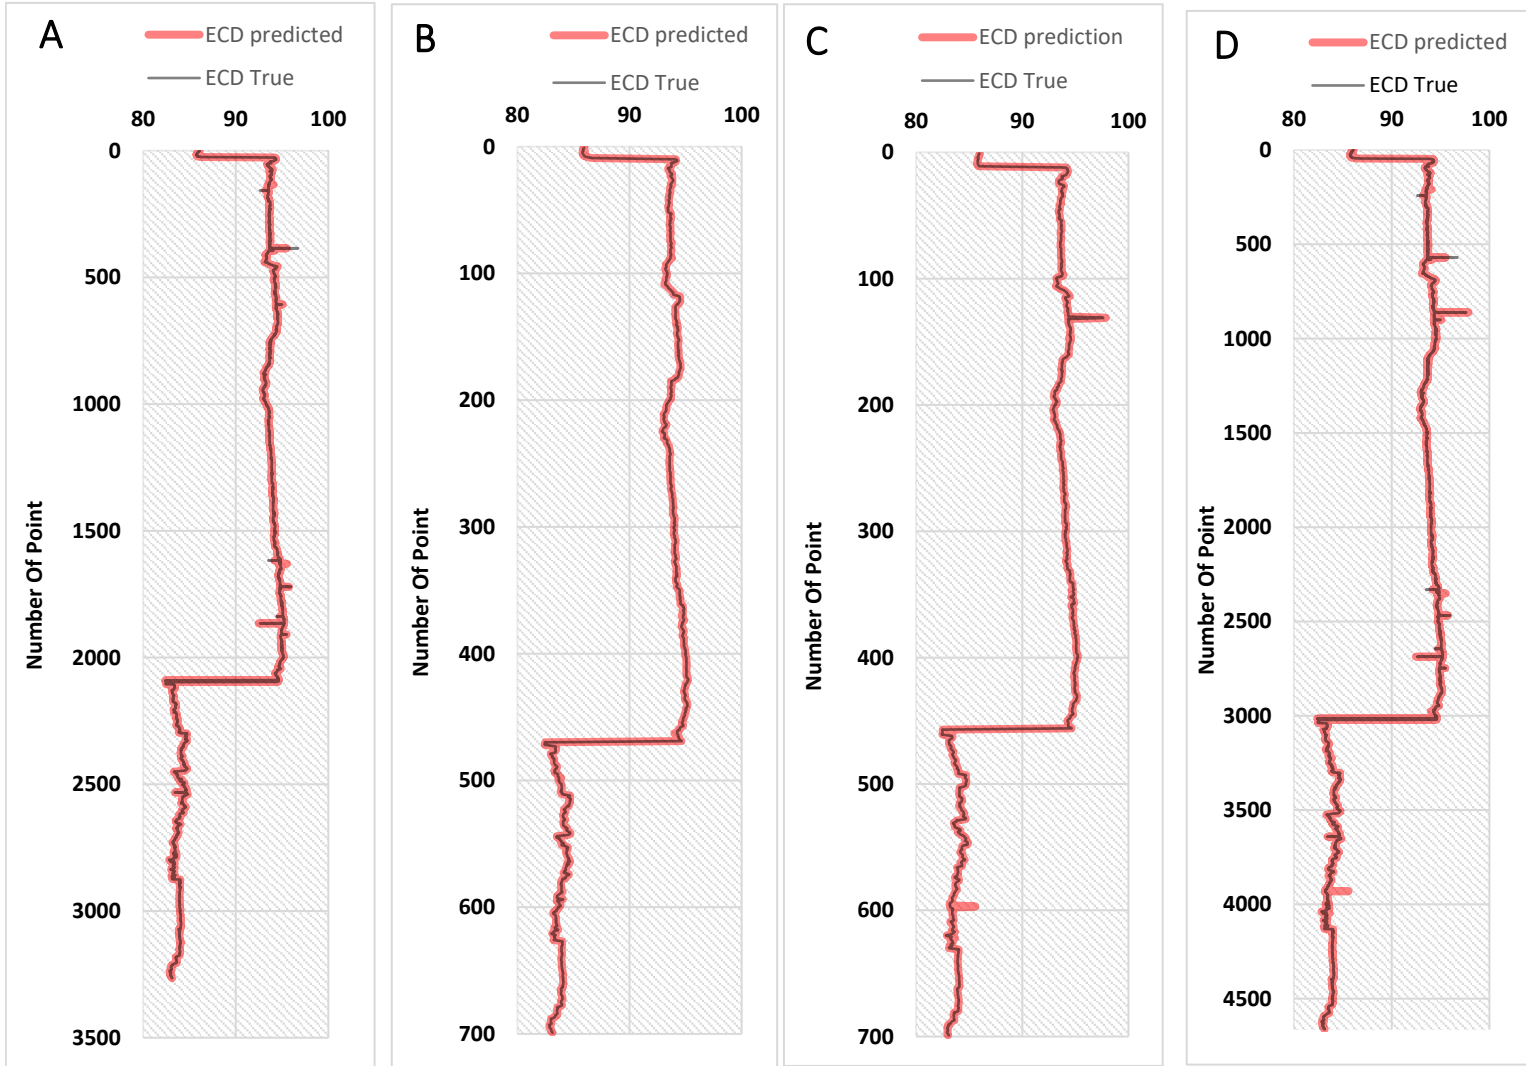 A
ECD predicted
ECD True
80 90 100
0
500
1000
1500
2000
2500
3000
3500
Number Of Point
B
ECD predicted
ECD True
80 90 100
0
100
200
300
400
500
600
700
Number Of Point
C
ECD prediction
ECD True
80 90 100
0
100
200
300
400
500
600
700
Number Of Point
D
ECD predicted
ECD True
80 90 100
0
500
1000
1500
2000
2500
3000
3500
4000
4500
Number Of Point